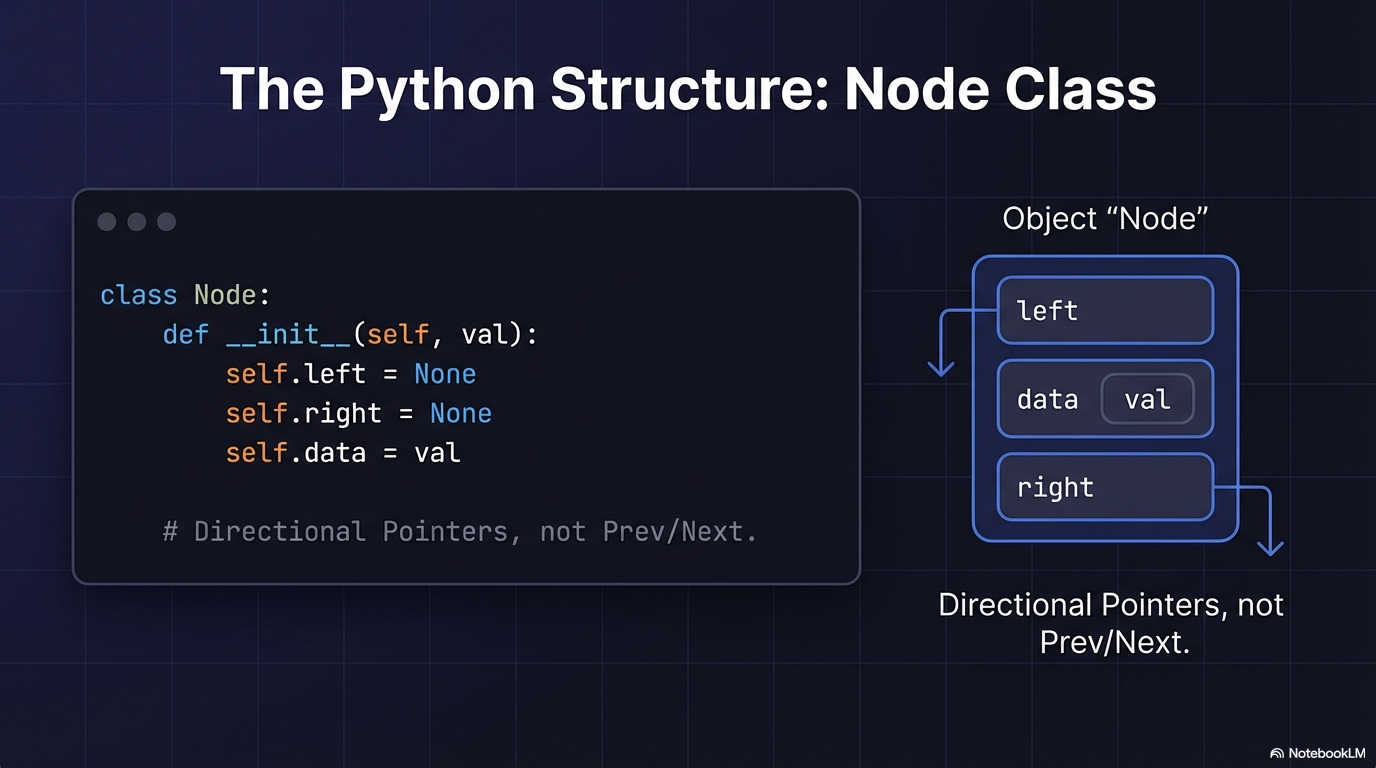 The Python Structure: Node Class
class Node:
    def __init__(self, val):
        self.left = None
        self.right = None
        self.data = val
    # Directional Pointers, not Prev/Next.
Object “Node”
left
data val
right
Directional Pointers, not
Prev/Next.
NotebookLM